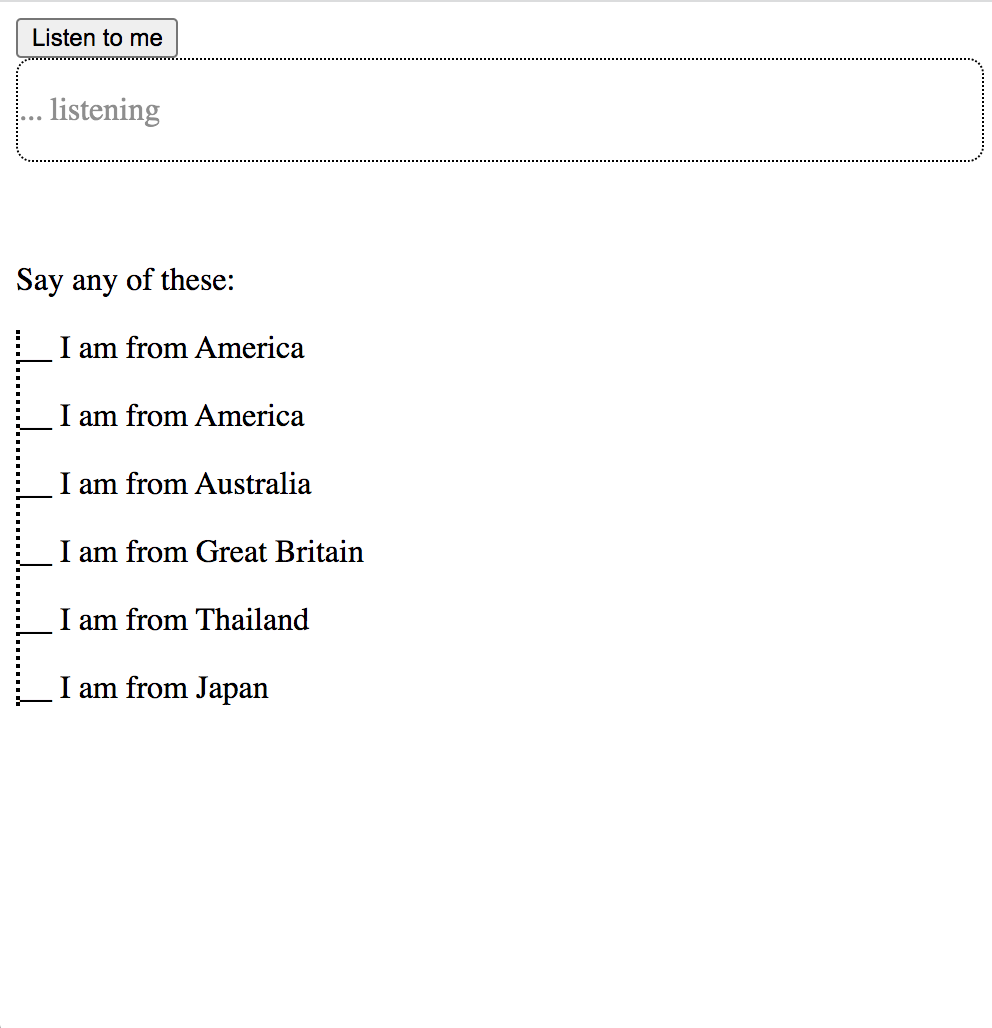 Listen to me
... listening
Say any of these:
__ I am from America
__ I am from America
__ I am from Australia
__ I am from Great Britain
__ I am from Thailand
__ I am from Japan